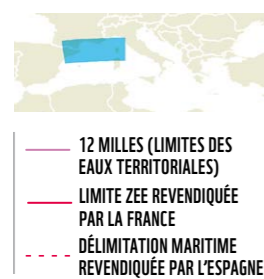 12 MILLES (LIMITES DES
EAUX TERRITORIALES)
LIMITE ZEE REVENDIQUÉE
PAR LA FRANCE
DÉLIMITATION MARITIME
REVENDIQUÉE PAR L'ESPAGNE